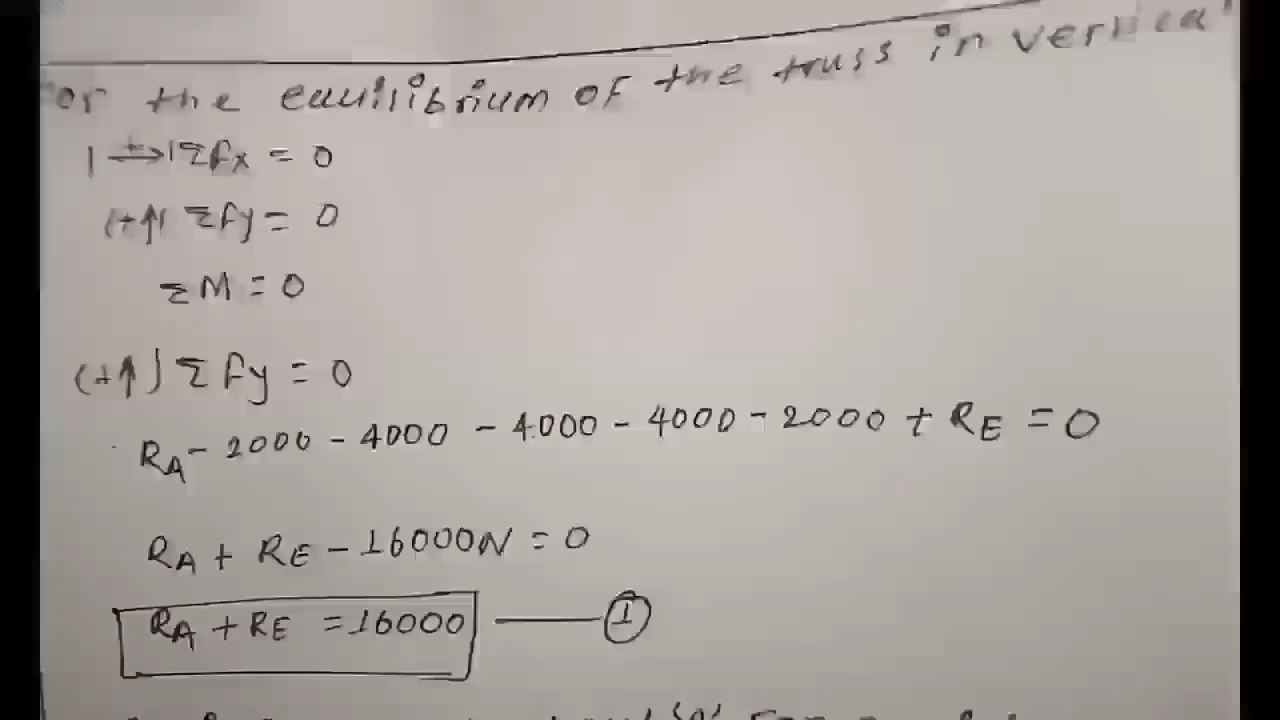 or the equilibrium of the truss in vertical
(+→) ΣFx = 0
(+↑) ΣFy = 0
ΣM = 0
(+↑) ΣFy = 0
RA - 2000 - 4000 - 4000 - 4000 - 2000 + RE = 0
RA + RE - 16000N = 0
RA + RE = 16000 —— ①